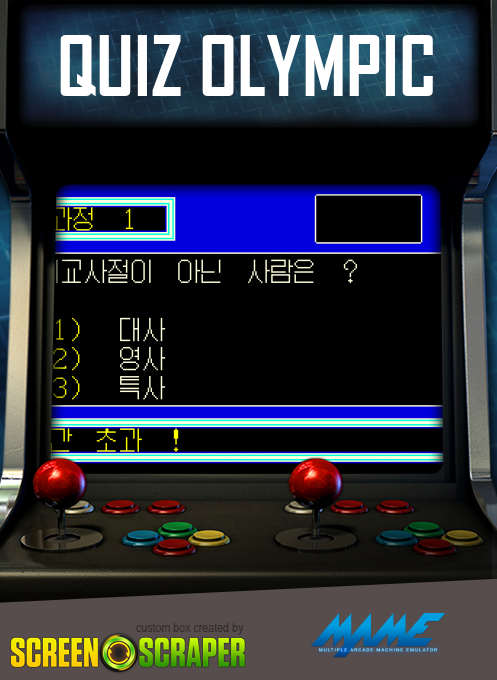 QUIZ OLYMPIC
과정 1
교사절이 아닌 사람은 ?
1) 대사
2) 영사
3) 특사
간 초과 !
custom box created by
SCREEN SCRAPER
MAME
MULTIPLE ARCADE MACHINE EMULATOR